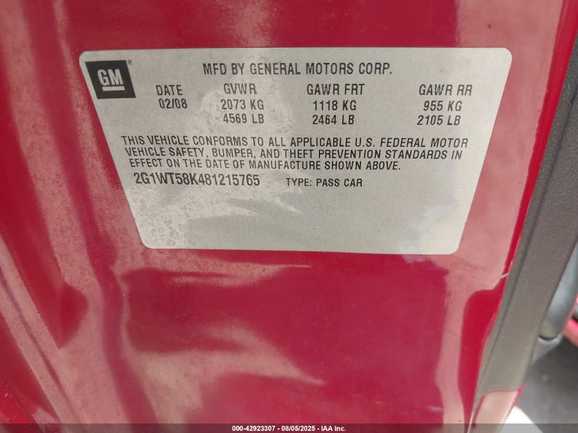 GM
MFD BY GENERAL MOTORS CORP.
DATE GVWR GAWR FRT GAWR RR
02/08 2073 KG 1118 KG 955 KG
4569 LB 2464 LB 2105 LB
THIS VEHICLE CONFORMS TO ALL APPLICABLE U.S. FEDERAL MOTOR
VEHICLE SAFETY, BUMPER, AND THEFT PREVENTION STANDARDS IN
EFFECT ON THE DATE OF MANUFACTURE SHOWN ABOVE.
2G1WT58K481215765 TYPE: PASS CAR
000-42923307 - 08/05/2025 - IAA Inc.